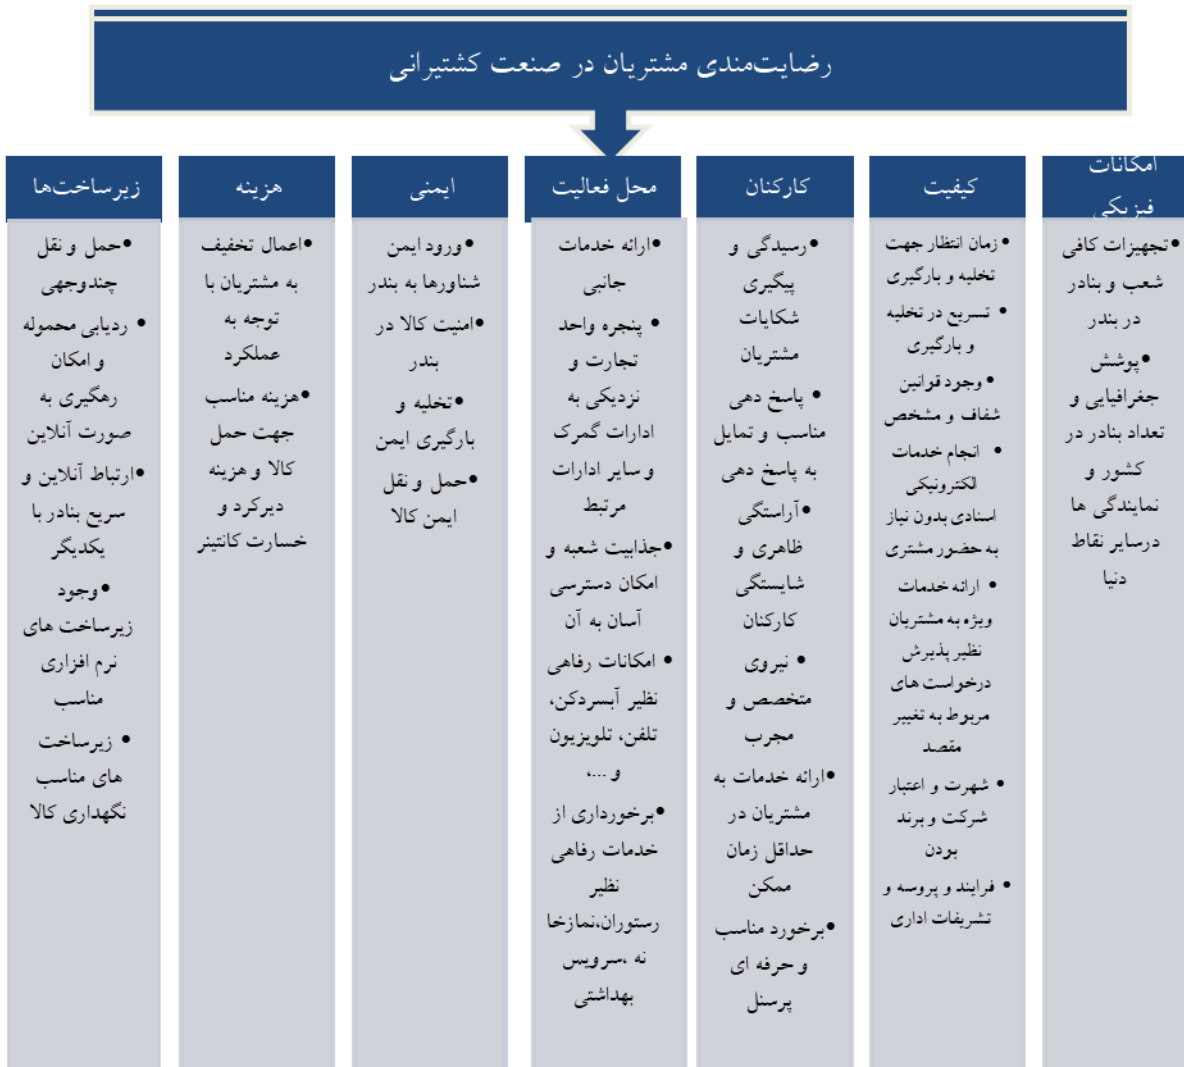 رضایت‌مندی مشتریان در صنعت کشتیرانی
امکانات
فیزیکی
•تجهیزات کافی
شعب و بنادر
در بندر
•پوشش
جغرافیایی و
تعداد بنادر در
کشور و
نمایندگی ها
درسایر نقاط
دنیا
کیفیت
•زمان انتظار جهت
تخلیه و بارگیری
• تسریع در تخلیه
و بارگیری
•وجود قوانین
شفاف و مشخص
• انجام خدمات
الکترونیکی
اسنادی بدون نیاز
به حضور مشتری
• ارائه خدمات
ویژه به مشتریان
نظیر پذیرش
درخواست های
مربوط به تغییر
مقصد
• شهرت و اعتبار
شرکت و برند
بودن
• فرایند و پروسه و
تشریفات اداری
کارکنان
•رسیدگی و
پیگیری
شکایات
مشتریان
• پاسخ دهی
مناسب و تمایل
به پاسخ دهی
•آراستگی
ظاهری و
شایستگی
کارکنان
• نیروی
متخصص و
مجرب
•ارائه خدمات به
مشتریان در
حداقل زمان
ممکن
•برخورد مناسب
و حرفه ای
پرسنل
محل فعالیت
•ارائه خدمات
جانبی
• پنجره واحد
تجارت و
نزدیکی به
ادارات گمرک
و سایر ادارات
مرتبط
•جذابیت شعبه و
امکان دسترسی
آسان به آن
• امکانات رفاهی
نظیر آبسردکن،
تلفن، تلویزیون
و ...،
•برخورداری از
خدمات رفاهی
نظیر
رستوران،نمازخا
نه ،سرویس
بهداشتی
ایمنی
•ورود ایمن
شناورها به بندر
•امنیت کالا در
بندر
•تخلیه و
بارگیری ایمن
•حمل و نقل
ایمن کالا
هزینه
•اعمال تخفیف
به مشتریان با
توجه به
عملکرد
•هزینه مناسب
جهت حمل
کالا و هزینه
دیرکرد و
خسارت کانتینر
زیرساخت‌ها
•حمل و نقل
چندوجهی
• ردیابی محموله
و امکان
رهگیری به
صورت آنلاین
•ارتباط آنلاین و
سریع بنادر با
یکدیگر
•وجود
زیرساخت های
نرم افزاری
مناسب
• زیرساخت
های مناسب
نگهداری کالا